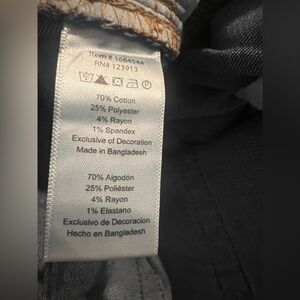 Item # 1664544
RN# 123913
70% Cotton
25% Polyester
4% Rayon
1% Spandex
Exclusive of Decoration
Made in Bangladesh
70% Algodón
25% Poliéster
4% Rayon
1% Elastano
Exclusivo de Decoracion
Hecho en Bangladesh